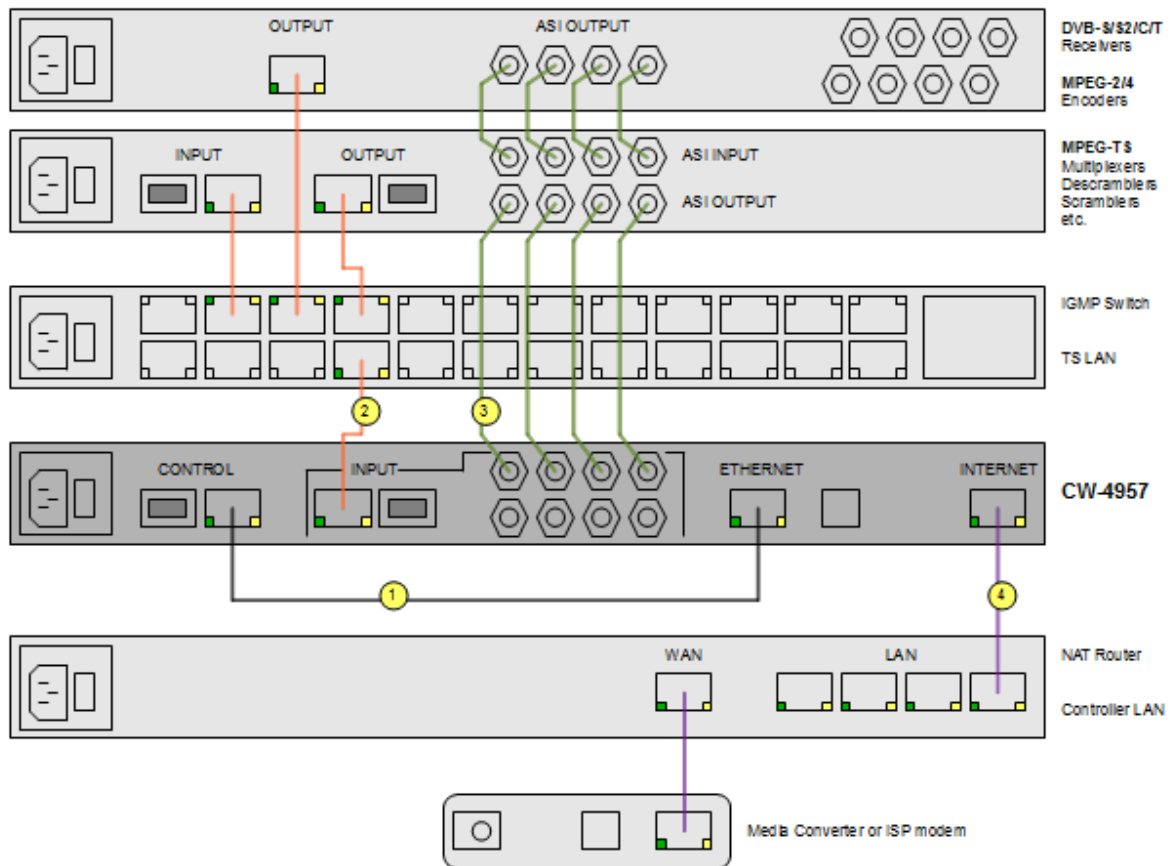 OUTPUT
ASI OUTPUT
DVB-S/S2/C/T
Receivers
MPEG-2/4
Encoders
INPUT
OUTPUT
ASI INPUT
ASI OUTPUT
MPEG-TS
Multiplexers
Descramblers
Scramblers
etc.
IGMP Switch
TS LAN
2
3
CONTROL
INPUT
ETHERNET
INTERNET
CW-4957
1
4
WAN
LAN
NAT Router
Controller LAN
Media Converter or ISP modem